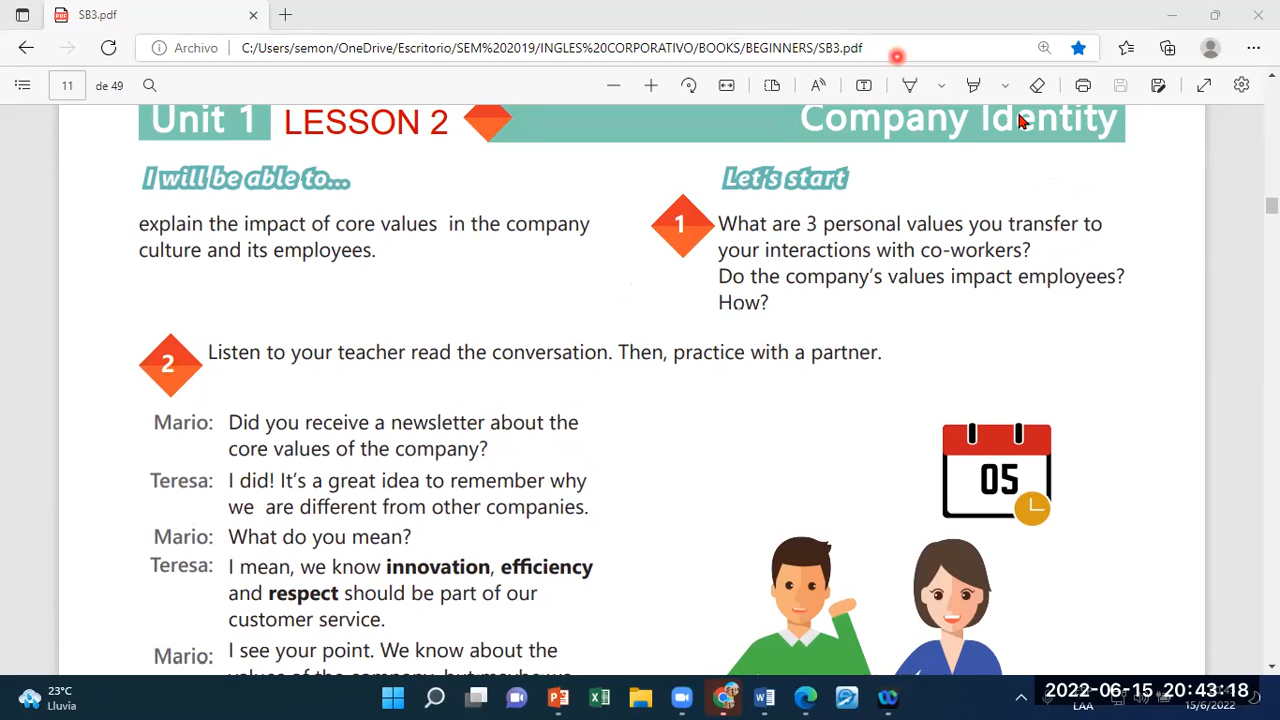 SB3.pdf
Archivo C:/Users/semon/OneDrive/Escritorio/SEM%202019/INGLES%20CORPORATIVO/BOOKS/BEGINNERS/SB3.pdf
11 de 49
Unit 1 LESSON 2 Company Identity
I will be able to...
explain the impact of core values in the company
culture and its employees.
Let's start
1 What are 3 personal values you transfer to
your interactions with co-workers?
Do the company's values impact employees?
How?
2 Listen to your teacher read the conversation. Then, practice with a partner.
Mario: Did you receive a newsletter about the
core values of the company?
Teresa: I did! It's a great idea to remember why
we are different from other companies.
Mario: What do you mean?
Teresa: I mean, we know innovation, efficiency
and respect should be part of our
customer service.
Mario: I see your point. We know about the
values of the company, but maybe we
05
23°C
Lluvia
2022-06-15 20:43:18
LAA 15/6/2022